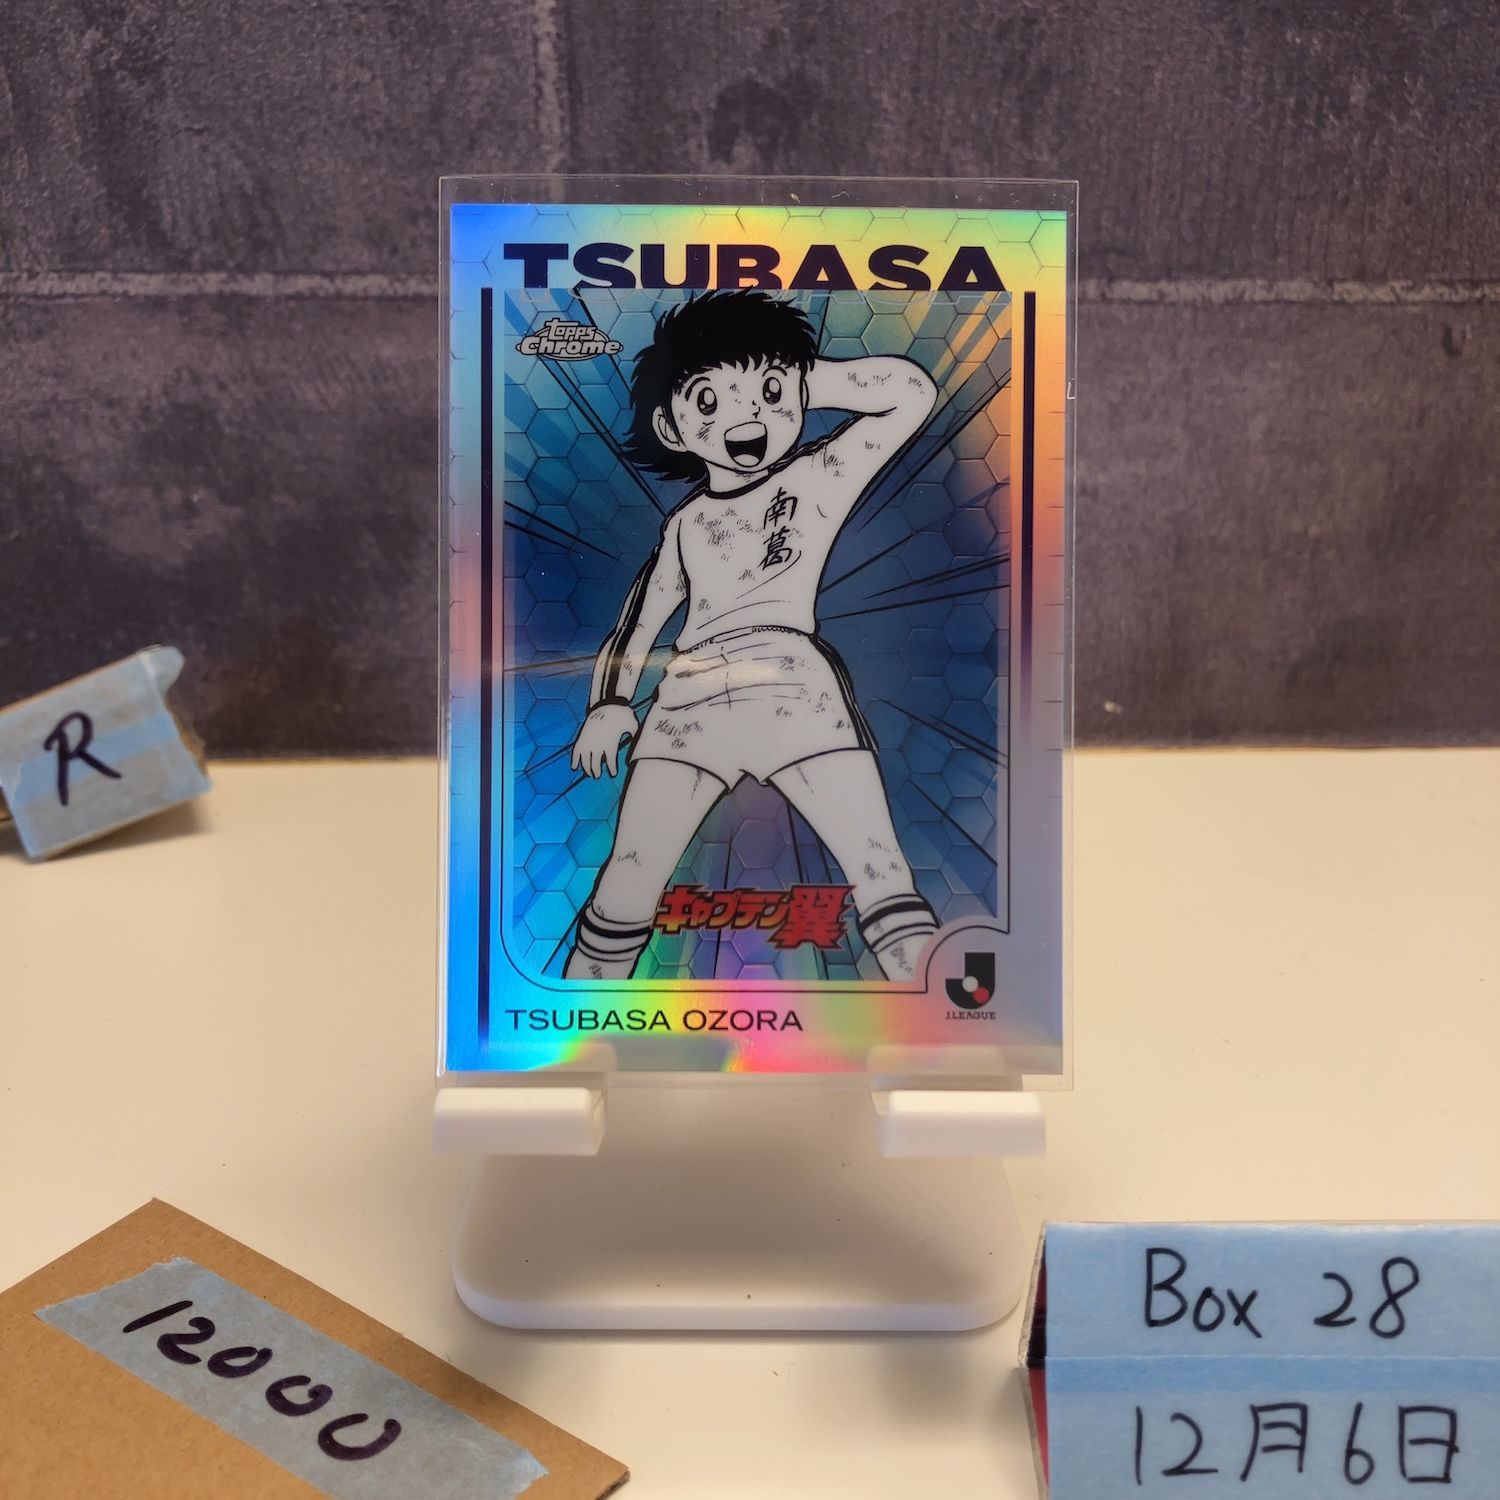 TSUBASA
Topps
Chrome
南葛
キャプテン翼
TSUBASA OZORA
J.LEAGUE
R
12000
Box 28
12月6日